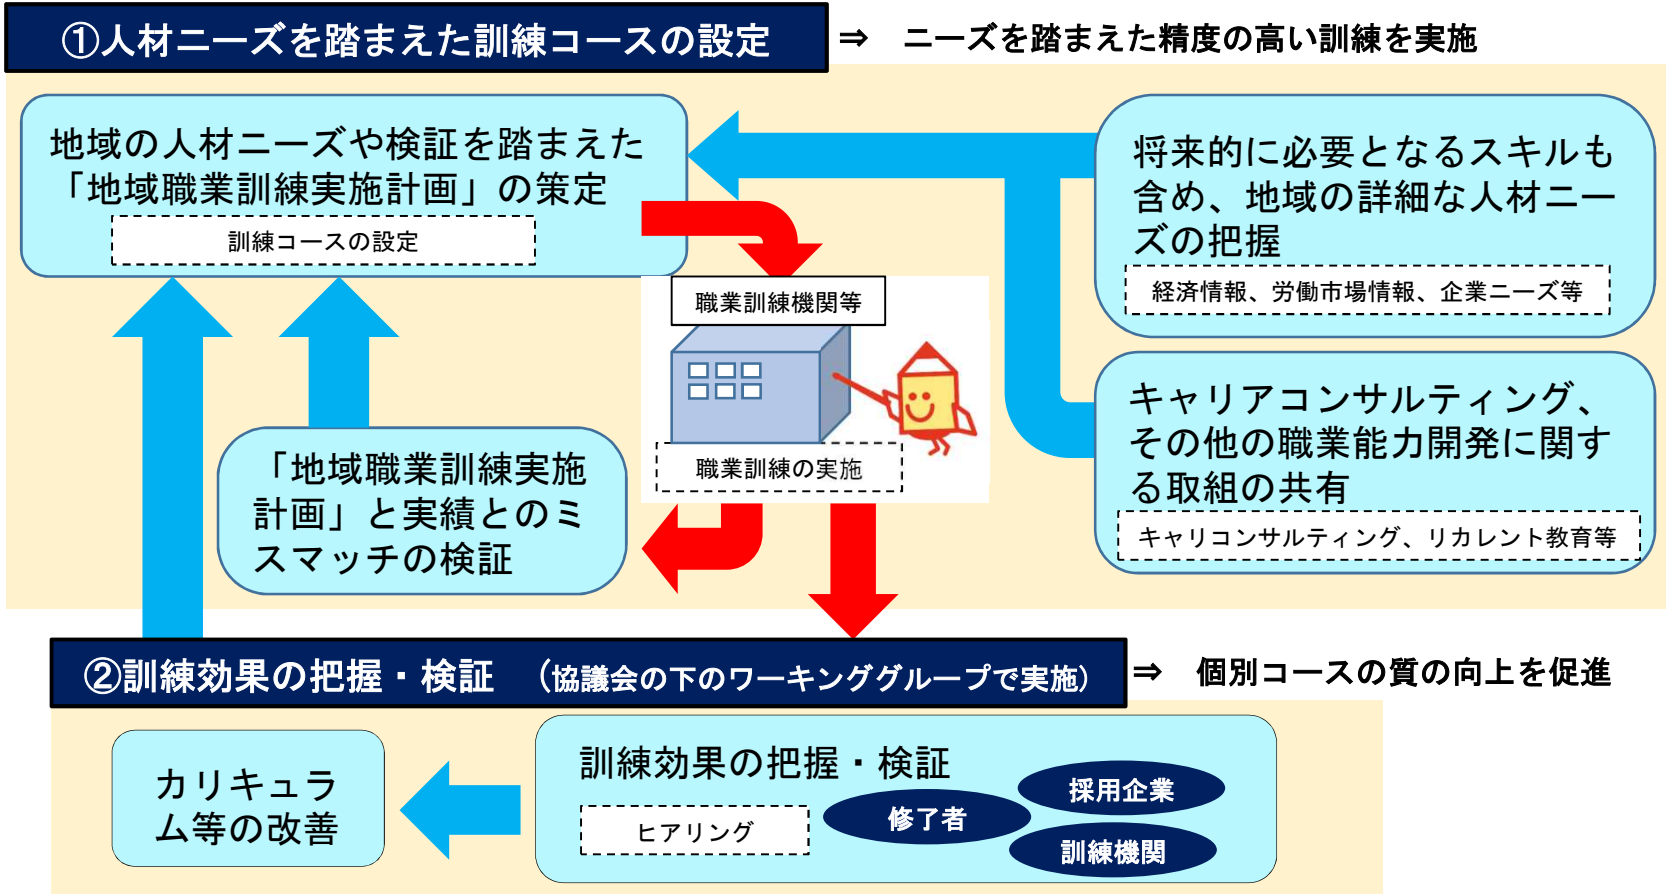 ①人材ニーズを踏まえた訓練コースの設定
⇒　ニーズを踏まえた精度の高い訓練を実施
地域の人材ニーズや検証を踏まえた
「地域職業訓練実施計画」の策定
訓練コースの設定
将来的に必要となるスキルも
含め、地域の詳細な人材ニー
ズの把握
経済情報、労働市場情報、企業ニーズ等
職業訓練機関等
職業訓練の実施
キャリアコンサルティング、
その他の職業能力開発に関す
る取組の共有
キャリコンサルティング、リカレント教育等
「地域職業訓練実施
計画」と実績とのミ
スマッチの検証
②訓練効果の把握・検証　（協議会の下のワーキンググループで実施）
⇒　個別コースの質の向上を促進
カリキュラ
ム等の改善
訓練効果の把握・検証
ヒアリング
修了者
採用企業
訓練機関